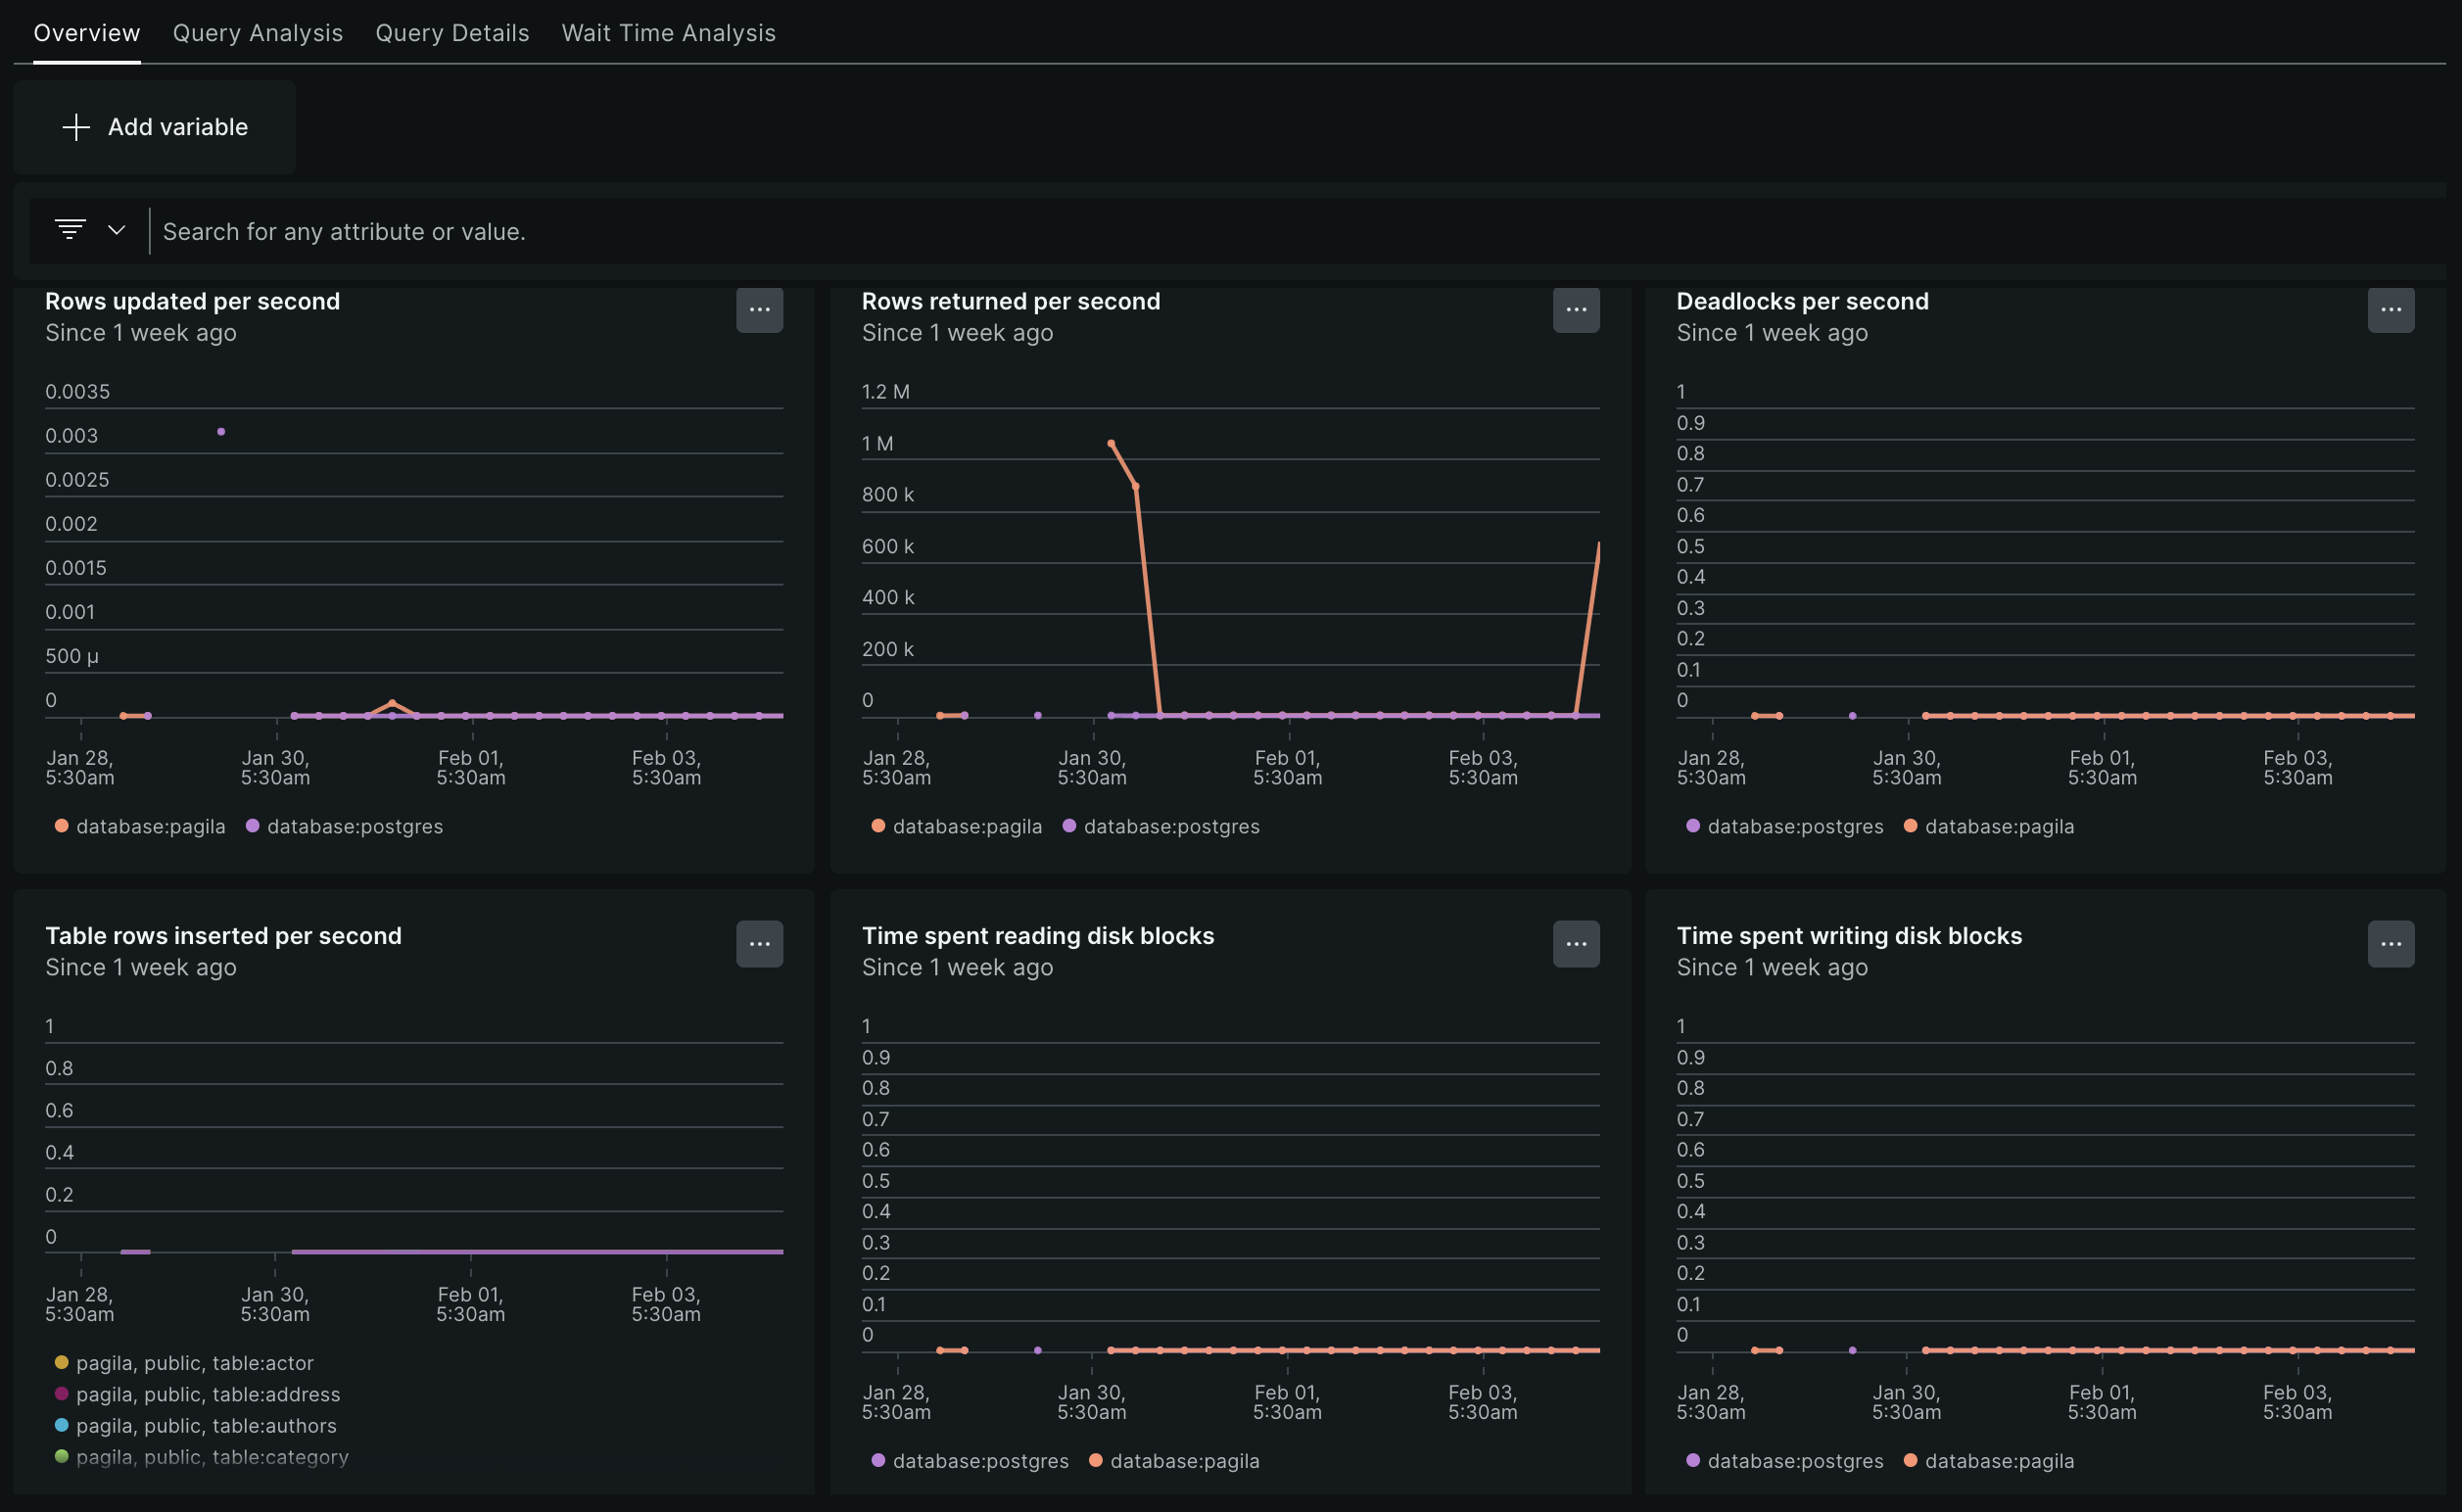 Overview Query Analysis Query Details Wait Time Analysis
Add variable
Search for any attribute or value.
Rows updated per second
Since 1 week ago
0.0035
0.003
0.0025
0.002
0.0015
0.001
500 µ
0
Jan 28, 5:30am
Jan 30, 5:30am
Feb 01, 5:30am
Feb 03, 5:30am
database:pagila database:postgres
Rows returned per second
Since 1 week ago
1.2 M
1 M
800 k
600 k
400 k
200 k
0
Jan 28, 5:30am
Jan 30, 5:30am
Feb 01, 5:30am
Feb 03, 5:30am
database:pagila database:postgres
Deadlocks per second
Since 1 week ago
1
0.9
0.8
0.7
0.6
0.5
0.4
0.3
0.2
0.1
0
Jan 28, 5:30am
Jan 30, 5:30am
Feb 01, 5:30am
Feb 03, 5:30am
database:postgres database:pagila
Table rows inserted per second
Since 1 week ago
1
0.8
0.6
0.4
0.2
0
Jan 28, 5:30am
Jan 30, 5:30am
Feb 01, 5:30am
Feb 03, 5:30am
pagila, public, table:actor
pagila, public, table:address
pagila, public, table:authors
pagila, public, table:category
Time spent reading disk blocks
Since 1 week ago
1
0.9
0.8
0.7
0.6
0.5
0.4
0.3
0.2
0.1
0
Jan 28, 5:30am
Jan 30, 5:30am
Feb 01, 5:30am
Feb 03, 5:30am
database:postgres database:pagila
Time spent writing disk blocks
Since 1 week ago
1
0.9
0.8
0.7
0.6
0.5
0.4
0.3
0.2
0.1
0
Jan 28, 5:30am
Jan 30, 5:30am
Feb 01, 5:30am
Feb 03, 5:30am
database:postgres database:pagila